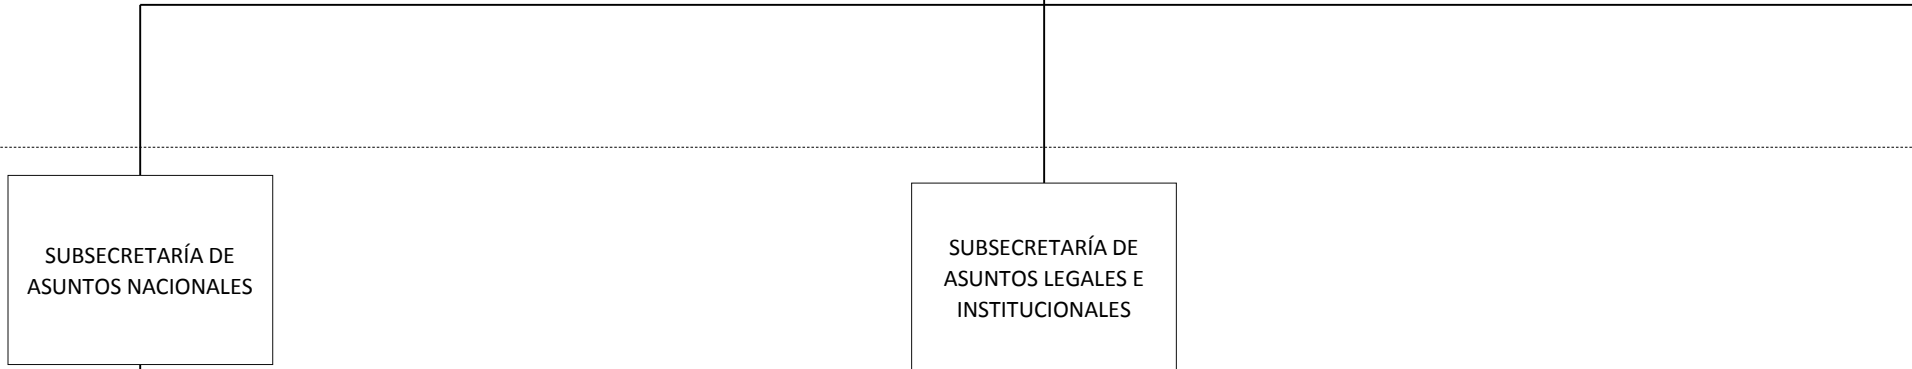 SUBSECRETARÍA DE
ASUNTOS NACIONALES
SUBSECRETARÍA DE
ASUNTOS LEGALES E
INSTITUCIONALES